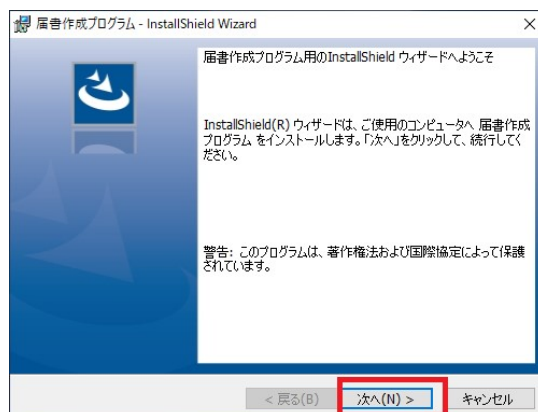 届書作成プログラム - InstallShield Wizard
届書作成プログラム用のInstallShield ウィザードへようこそ
InstallShield(R) ウィザードは、ご使用のコンピュータへ 届書作成
プログラム をインストールします。「次へ」をクリックして、続行してく
ださい。
警告: このプログラムは、著作権法および国際協定によって保護
されています。
< 戻る(B)
次へ(N) >
キャンセル